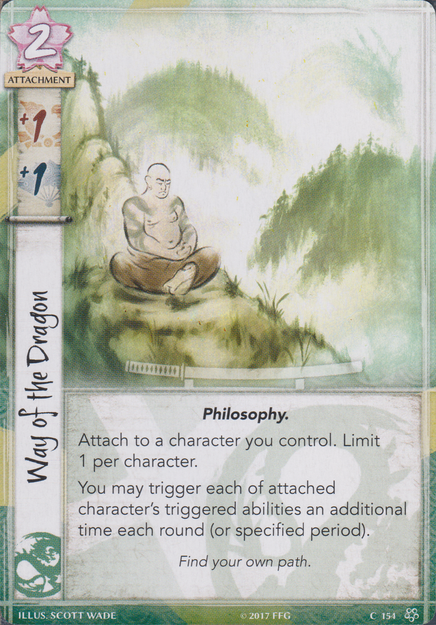 2
ATTACHMENT
+1
+1
Way of the Dragon
Philosophy.
Attach to a character you control. Limit
1 per character.
You may trigger each of attached
character's triggered abilities an additional
time each round (or specified period).
Find your own path.
ILLUS. SCOTT WADE
© 2017 FFG
C 154